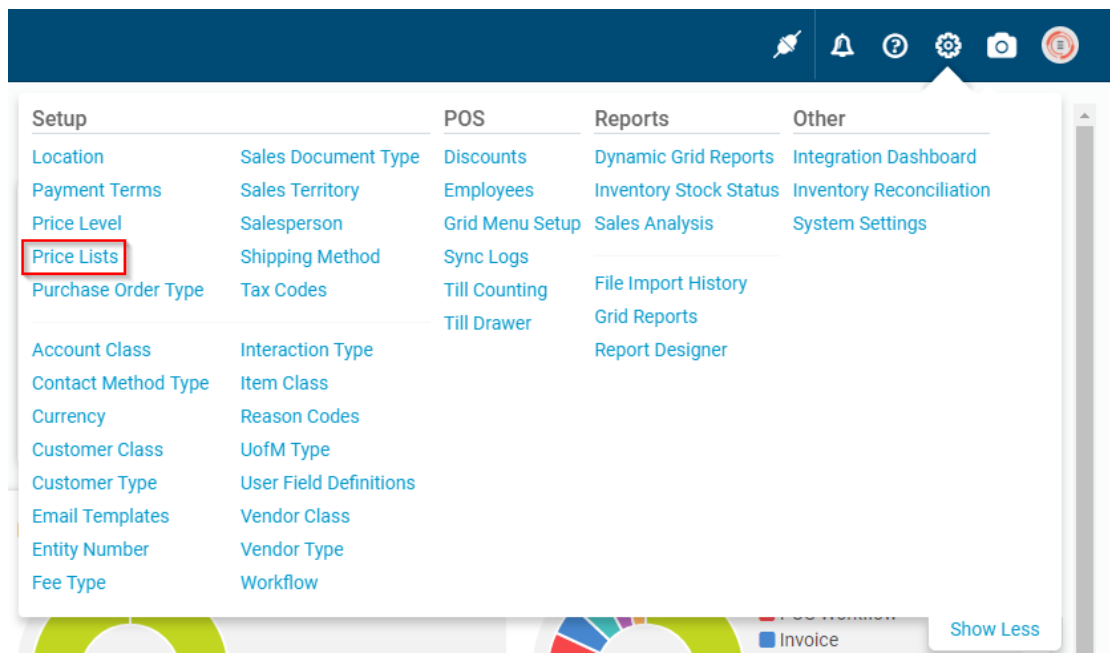 Setup
Location
Payment Terms
Price Level
Price Lists
Purchase Order Type
Sales Document Type
Sales Territory
Salesperson
Shipping Method
Tax Codes
Account Class
Contact Method Type
Currency
Customer Class
Customer Type
Email Templates
Entity Number
Fee Type
Interaction Type
Item Class
Reason Codes
UofM Type
User Field Definitions
Vendor Class
Vendor Type
Workflow
POS
Discounts
Employees
Grid Menu Setup
Sync Logs
Till Counting
Till Drawer
Reports
Dynamic Grid Reports
Inventory Stock Status
Sales Analysis
File Import History
Grid Reports
Report Designer
Other
Integration Dashboard
Inventory Reconciliation
System Settings
Show Less
Invoice